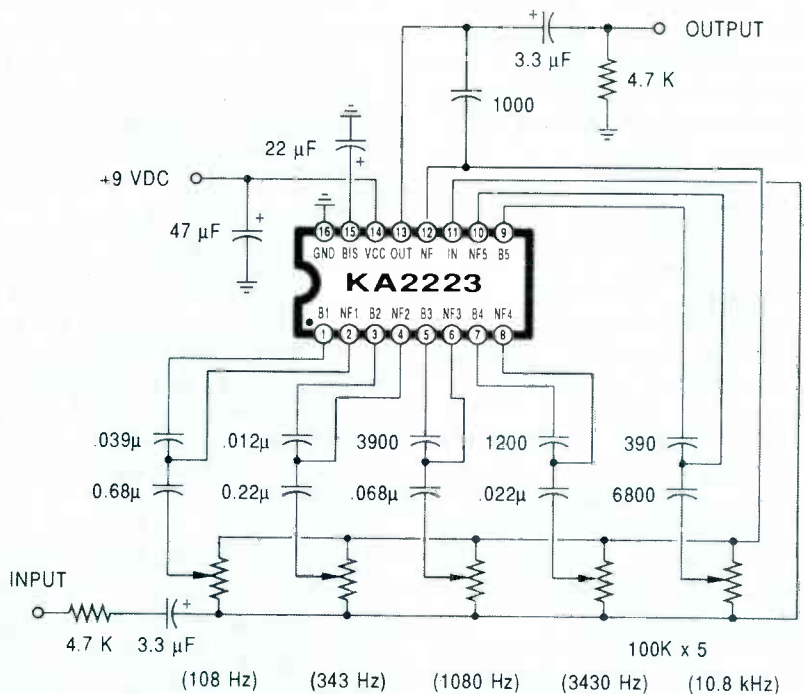 OUTPUT
3.3 µF
4.7 K
1000
22 µF
+9 VDC
47 µF
16 15 14 13 12 11 10 9
GND BIS VCC OUT NF IN NF5 B5
KA2223
B1 NF1 B2 NF2 B3 NF3 B4 NF4
1 2 3 4 5 6 7 8
.039µ .012µ 3900 1200 390
0.68µ 0.22µ .068µ .022µ 6800
INPUT
4.7 K 3.3 µF
100K x 5
(108 Hz) (343 Hz) (1080 Hz) (3430 Hz) (10.8 kHz)
+
+
+
+